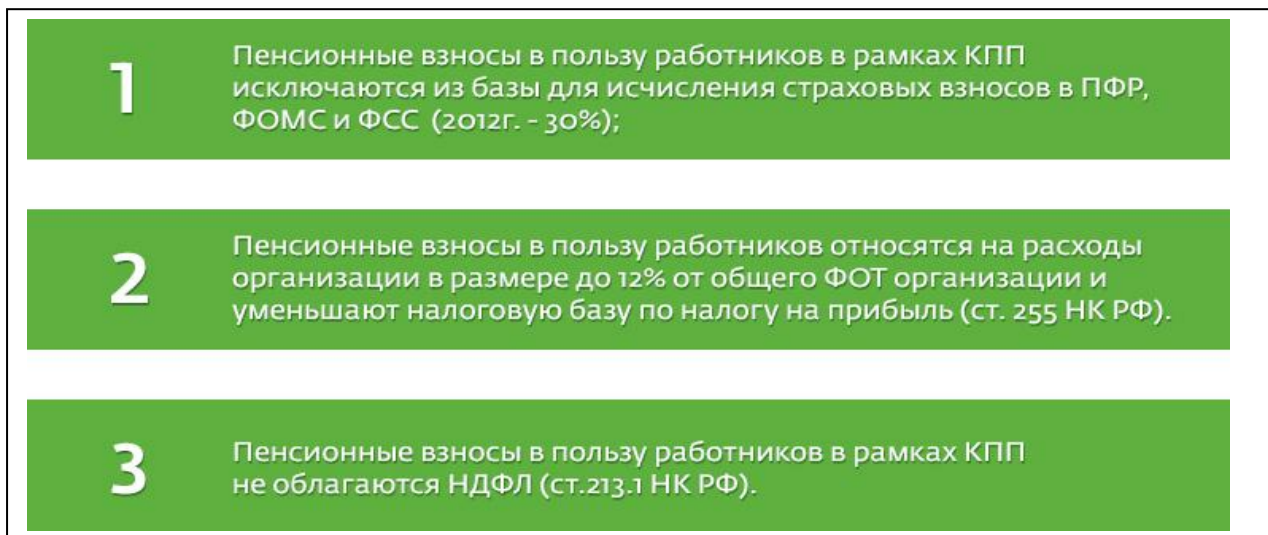 1
Пенсионные взносы в пользу работников в рамках КПП
исключаются из базы для исчисления страховых взносов в ПФР,
ФОМС и ФСС (2012г. - 30%);
2
Пенсионные взносы в пользу работников относятся на расходы
организации в размере до 12% от общего ФОТ организации и
уменьшают налоговую базу по налогу на прибыль (ст. 255 НК РФ).
3
Пенсионные взносы в пользу работников в рамках КПП
не облагаются НДФЛ (ст.213.1 НК РФ).